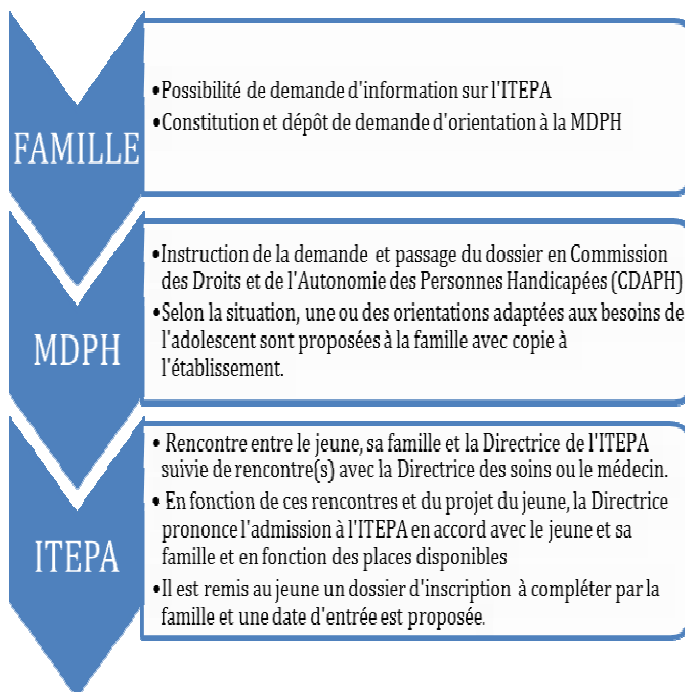 FAMILLE
•Possibilité de demande d'information sur l'ITEPA
•Constitution et dépôt de demande d'orientation à la MDPH
MDPH
•Instruction de la demande et passage du dossier en Commission
des Droits et de l'Autonomie des Personnes Handicapées (CDAPH)
•Selon la situation, une ou des orientations adaptées aux besoins de
l'adolescent sont proposées à la famille avec copie à
l'établissement.
ITEPA
• Rencontre entre le jeune, sa famille et la Directrice de l'ITEPA
suivie de rencontre(s) avec la Directrice des soins ou le médecin.
• En fonction de ces rencontres et du projet du jeune, la Directrice
prononce l'admission à l'ITEPA en accord avec le jeune et sa
famille et en fonction des places disponibles
•Il est remis au jeune un dossier d'inscription à compléter par la
famille et une date d'entrée est proposée.